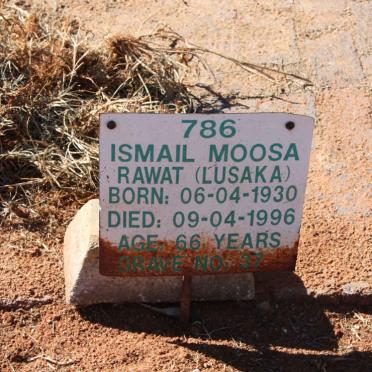 786
ISMAIL MOOSA
RAWAT (LUSAKA)
BORN: 06-04-1930
DIED: 09-04-1996
AGE: 66 YEARS
GRAVE NO. 37